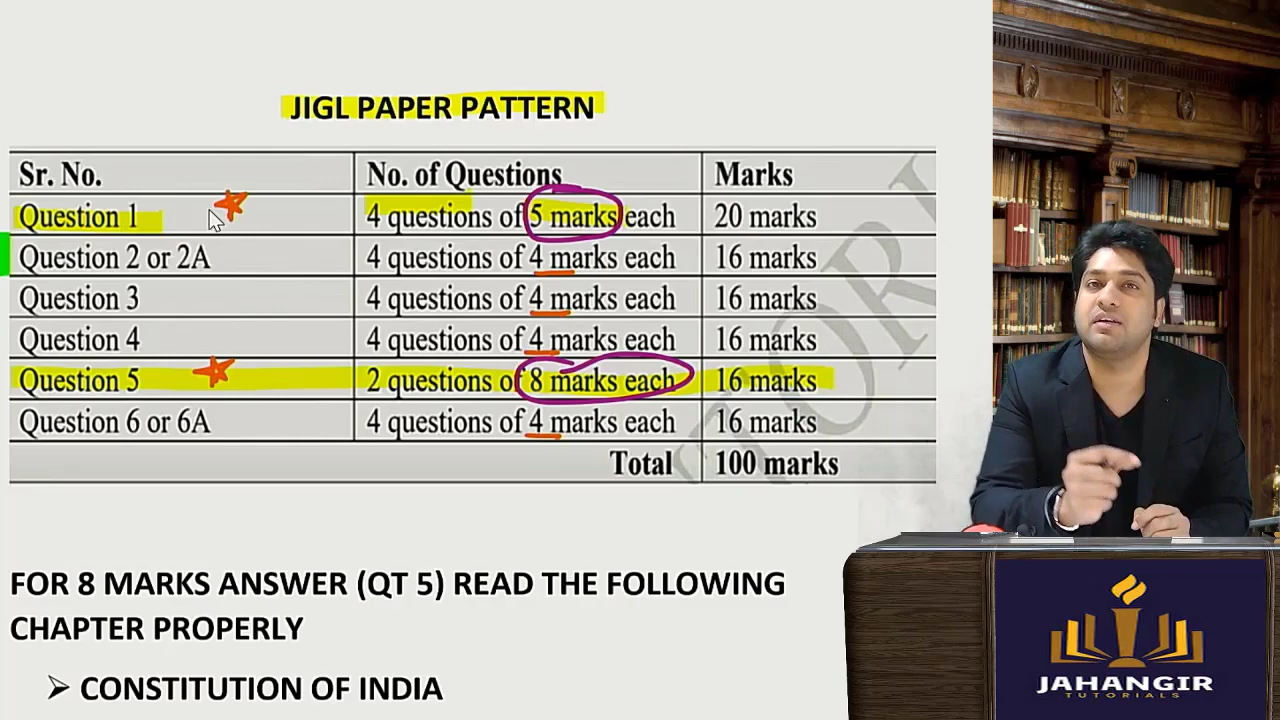 JIGL PAPER PATTERN
Sr. No. No. of Questions Marks
Question 1 4 questions of 5 marks each 20 marks
Question 2 or 2A 4 questions of 4 marks each 16 marks
Question 3 4 questions of 4 marks each 16 marks
Question 4 4 questions of 4 marks each 16 marks
Question 5 2 questions of 8 marks each 16 marks
Question 6 or 6A 4 questions of 4 marks each 16 marks
Total 100 marks
FOR 8 MARKS ANSWER (QT 5) READ THE FOLLOWING
CHAPTER PROPERLY
➢ CONSTITUTION OF INDIA
JAHANGIR
TUTORIALS